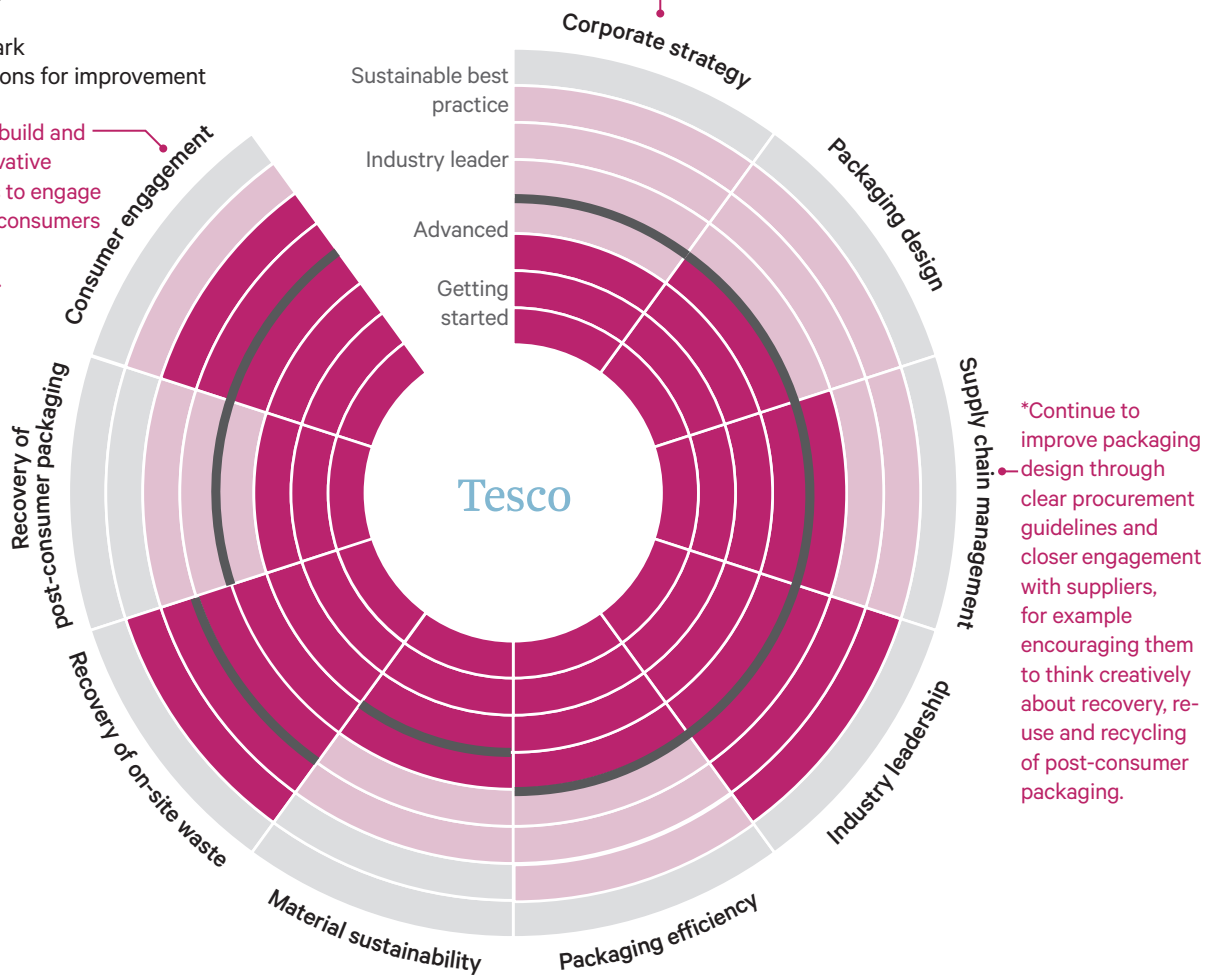 ons for improvement
build and
to engage
consumers
Corporate strategy
Sustainable best
practice
Industry leader
Advanced
Getting
started
Packaging design
Supply chain management
*Continue to
improve packaging
design through
clear procurement
guidelines and
closer engagement
with suppliers,
for example
encouraging them
to think creatively
about recovery, re-
use and recycling
of post-consumer
packaging.
Industry leadership
Packaging efficiency
Material sustainability
Recovery of on-site waste
Recovery of
post-consumer packaging
Consumer engagement
Tesco